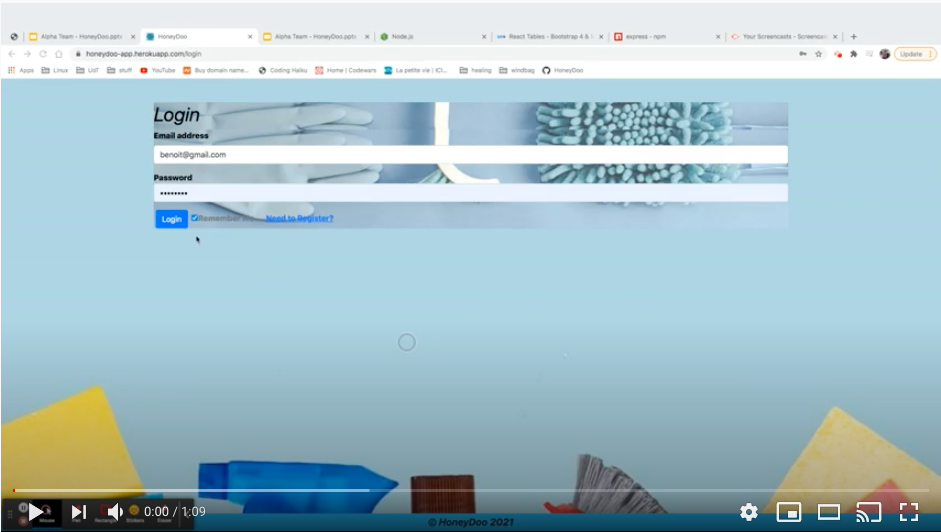 Alpha Team - HoneyDoo.pptx
HoneyDoo
Alpha Team - HoneyDoo.pptx
Node.js
React Tables - Bootstrap 4 &
express - npm
Your Screencasts - Screencast
honeydoo-app.herokuapp.com/login
Update
Apps Linux UofT stuff YouTube Buy domain name... Coding Haiku Home | Codewars La petite vie | ICI... healing windbag HoneyDoo
Login
Email address
benoit@gmail.com
Password
Login Remember me Need to Register?
0:00 / 1:09
Mouse
© HoneyDoo 2021